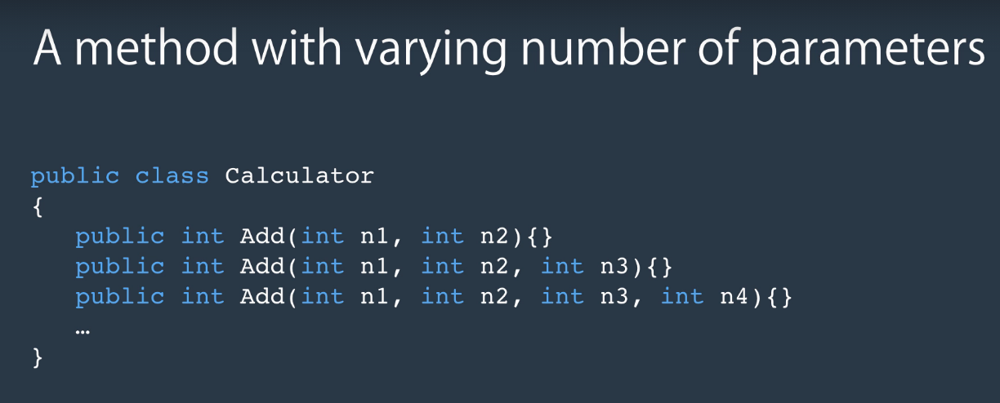 A method with varying number of parameters
public class Calculator
{
public int Add(int n1, int n2){}
public int Add(int n1, int n2, int n3){}
public int Add(int n1, int n2, int n3, int n4){}
…
}